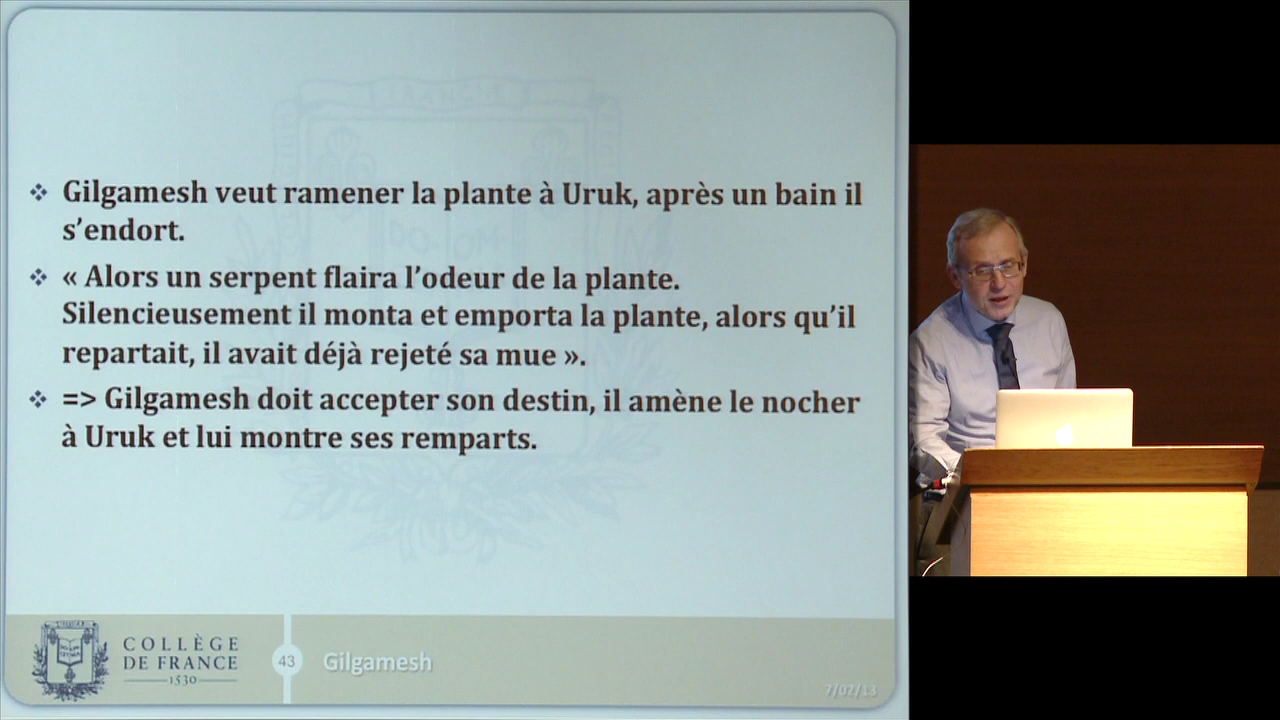 ❖ Gilgamesh veut ramener la plante à Uruk, après un bain il
s’endort.
❖ « Alors un serpent flaira l’odeur de la plante.
Silencieusement il monta et emporta la plante, alors qu’il
repartait, il avait déjà rejeté sa mue ».
❖ => Gilgamesh doit accepter son destin, il amène le nocher
à Uruk et lui montre ses remparts.
COLLÈGE
DE FRANCE
1530
43
Gilgamesh
7/02/13